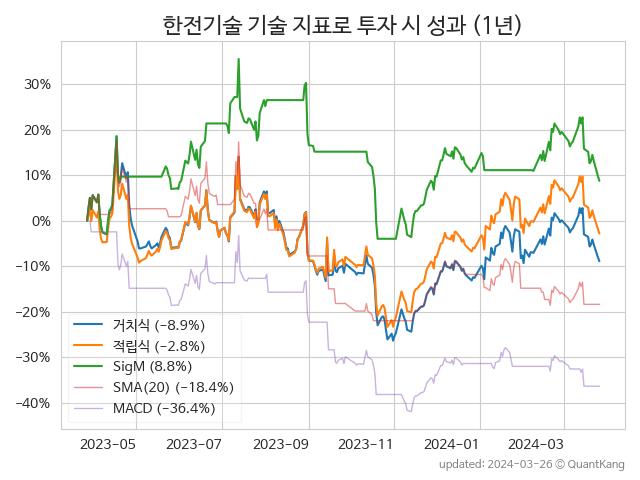 한전기술 기술 지표로 투자 시 성과 (1년)
30%
20%
10%
0%
−10%
−20%
−30%
−40%
거치식 (−8.9%)
적립식 (−2.8%)
SigM (8.8%)
SMA(20) (−18.4%)
MACD (−36.4%)
2023-05 2023-07 2023-09 2023-11 2024-01 2024-03
updated: 2024-03-26 © QuantKang